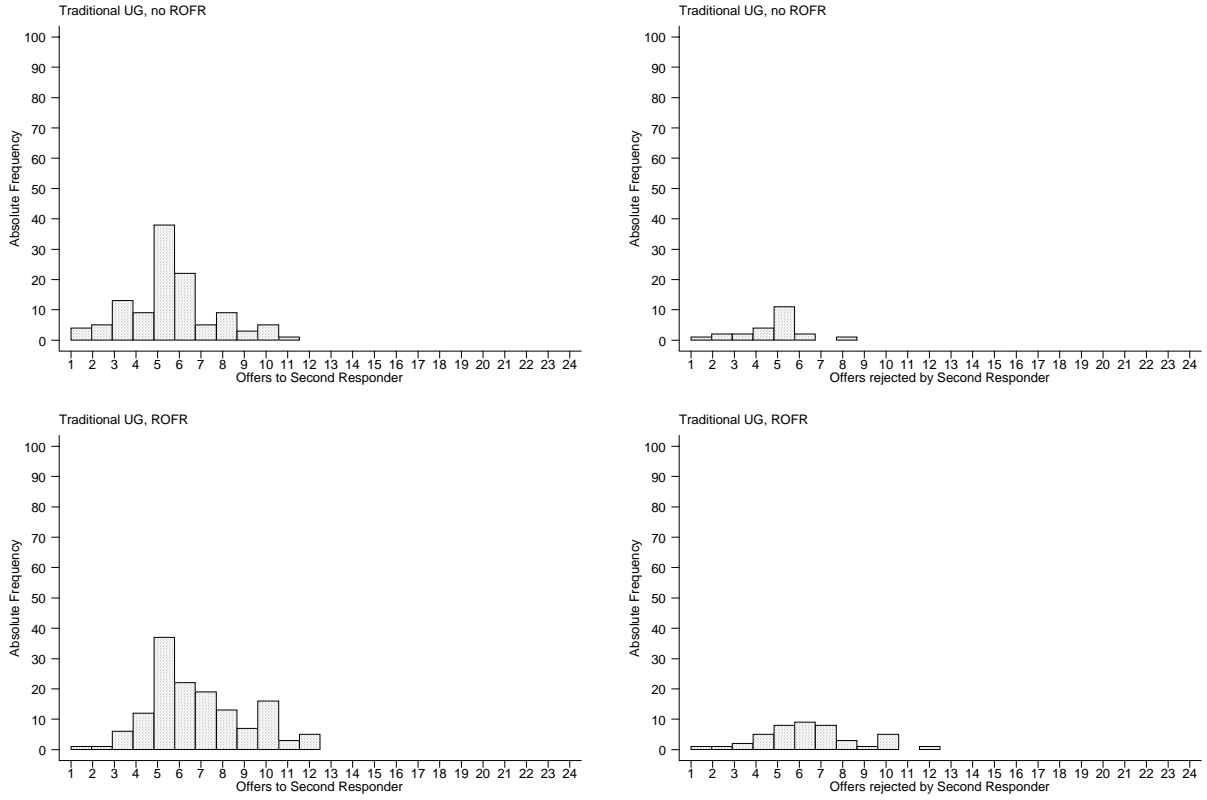 Traditional UG, no ROFR
100
90
80
70
60
50
40
30
20
10
0
Absolute Frequency
1 2 3 4 5 6 7 8 9 10 11 12 13 14 15 16 17 18 19 20 21 22 23 24
Offers to Second Responder
Traditional UG, no ROFR
100
90
80
70
60
50
40
30
20
10
0
Absolute Frequency
1 2 3 4 5 6 7 8 9 10 11 12 13 14 15 16 17 18 19 20 21 22 23 24
Offers rejected by Second Responder
Traditional UG, ROFR
100
90
80
70
60
50
40
30
20
10
0
Absolute Frequency
1 2 3 4 5 6 7 8 9 10 11 12 13 14 15 16 17 18 19 20 21 22 23 24
Offers to Second Responder
Traditional UG, ROFR
100
90
80
70
60
50
40
30
20
10
0
Absolute Frequency
1 2 3 4 5 6 7 8 9 10 11 12 13 14 15 16 17 18 19 20 21 22 23 24
Offers rejected by Second Responder